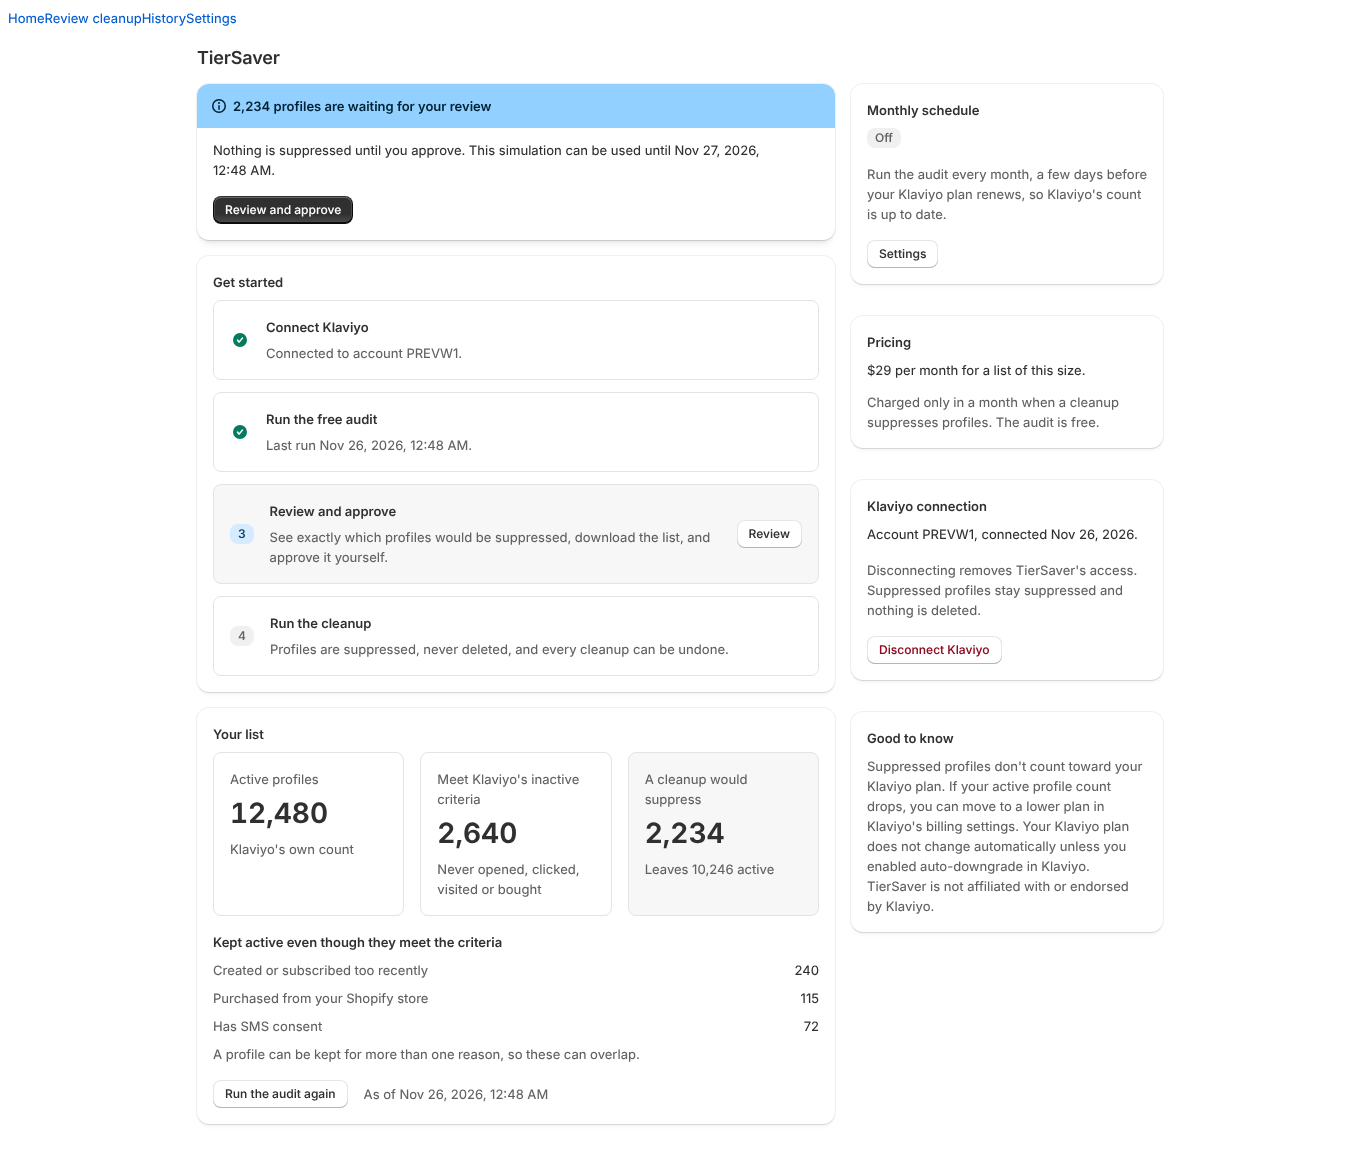 HomeReview cleanupHistorySettings
TierSaver
2,234 profiles are waiting for your review
Nothing is suppressed until you approve. This simulation can be used until Nov 27, 2026,
12:48 AM.
Review and approve
Get started
Connect Klaviyo
Connected to account PREVW1.
Run the free audit
Last run Nov 26, 2026, 12:48 AM.
3
Review and approve
See exactly which profiles would be suppressed, download the list, and
approve it yourself.
Review
4
Run the cleanup
Profiles are suppressed, never deleted, and every cleanup can be undone.
Your list
Active profiles
12,480
Klaviyo's own count
Meet Klaviyo's inactive
criteria
2,640
Never opened, clicked,
visited or bought
A cleanup would
suppress
2,234
Leaves 10,246 active
Kept active even though they meet the criteria
Created or subscribed too recently 240
Purchased from your Shopify store 115
Has SMS consent 72
A profile can be kept for more than one reason, so these can overlap.
Run the audit again As of Nov 26, 2026, 12:48 AM
Monthly schedule
Off
Run the audit every month, a few days before
your Klaviyo plan renews, so Klaviyo's count
is up to date.
Settings
Pricing
$29 per month for a list of this size.
Charged only in a month when a cleanup
suppresses profiles. The audit is free.
Klaviyo connection
Account PREVW1, connected Nov 26, 2026.
Disconnecting removes TierSaver's access.
Suppressed profiles stay suppressed and
nothing is deleted.
Disconnect Klaviyo
Good to know
Suppressed profiles don't count toward your
Klaviyo plan. If your active profile count
drops, you can move to a lower plan in
Klaviyo's billing settings. Your Klaviyo plan
does not change automatically unless you
enabled auto-downgrade in Klaviyo.
TierSaver is not affiliated with or endorsed
by Klaviyo.